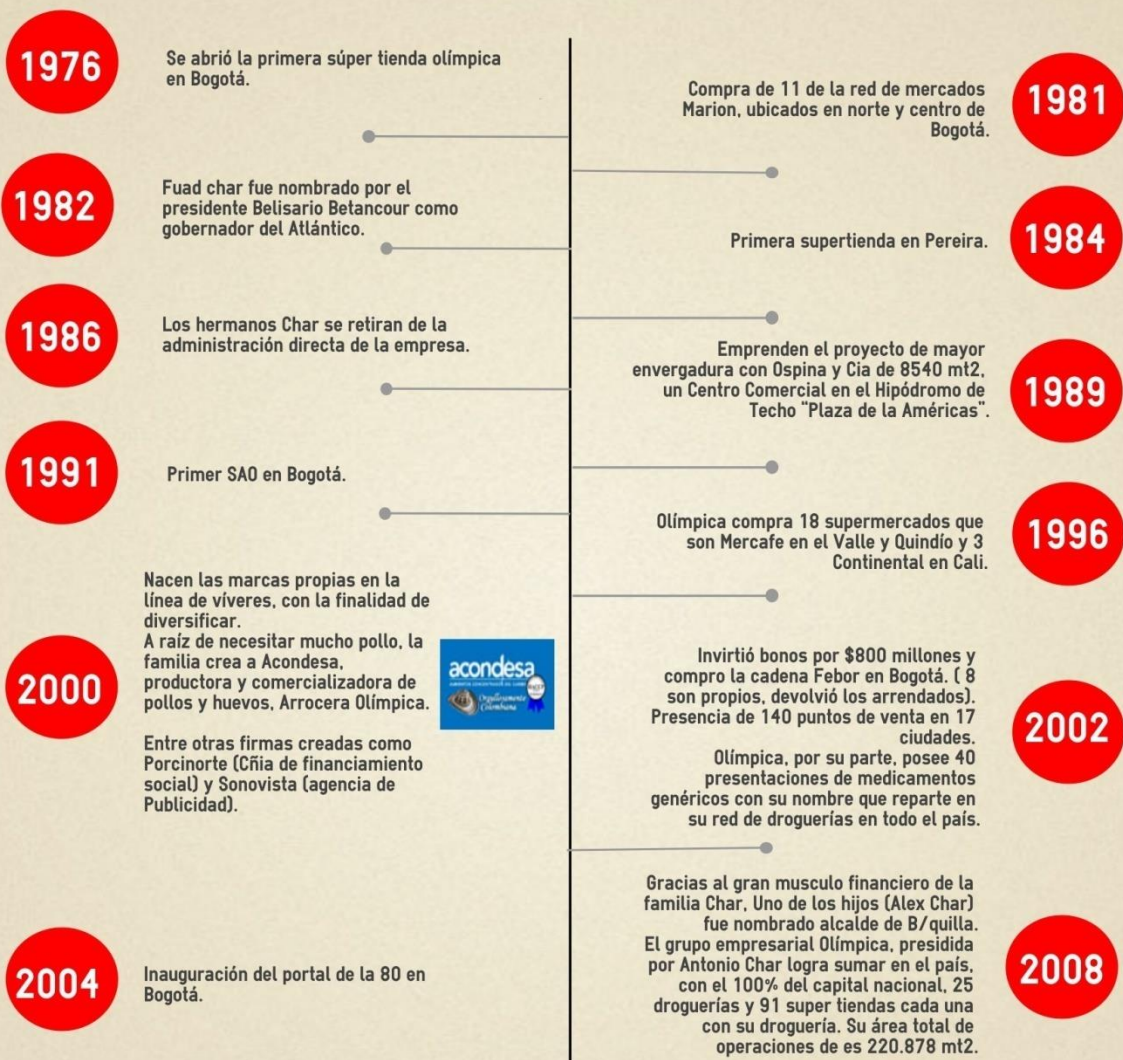 1976
Se abrió la primera súper tienda olímpica
en Bogotá.
1981
Compra de 11 de la red de mercados
Marion, ubicados en norte y centro de
Bogotá.
1982
Fuad char fue nombrado por el
presidente Belisario Betancour como
gobernador del Atlántico.
1984
Primera supertienda en Pereira.
1986
Los hermanos Char se retiran de la
administración directa de la empresa.
1989
Emprenden el proyecto de mayor
envergadura con Ospina y Cia de 8540 mt2,
un Centro Comercial en el Hipódromo de
Techo "Plaza de la Américas".
1991
Primer SAO en Bogotá.
1996
Olímpica compra 18 supermercados que
son Mercafe en el Valle y Quindío y 3
Continental en Cali.
2000
Nacen las marcas propias en la
línea de víveres, con la finalidad de
diversificar.
A raíz de necesitar mucho pollo, la
familia crea a Acondesa,
productora y comercializadora de
pollos y huevos, Arrocera Olímpica.
Entre otras firmas creadas como
Porcinorte (Cñia de financiamiento
social) y Sonovista (agencia de
Publicidad).
acondesa
Orgullosamente
Colombiana
2002
Invirtió bonos por $800 millones y
compro la cadena Febor en Bogotá. ( 8
son propios, devolvió los arrendados).
Presencia de 140 puntos de venta en 17
ciudades.
Olímpica, por su parte, posee 40
presentaciones de medicamentos
genéricos con su nombre que reparte en
su red de droguerías en todo el país.
2004
Inauguración del portal de la 80 en
Bogotá.
2008
Gracias al gran musculo financiero de la
familia Char, Uno de los hijos (Alex Char)
fue nombrado alcalde de B/quilla.
El grupo empresarial Olímpica, presidida
por Antonio Char logra sumar en el país,
con el 100% del capital nacional, 25
droguerías y 91 super tiendas cada una
con su droguería. Su área total de
operaciones de es 220.878 mt2.